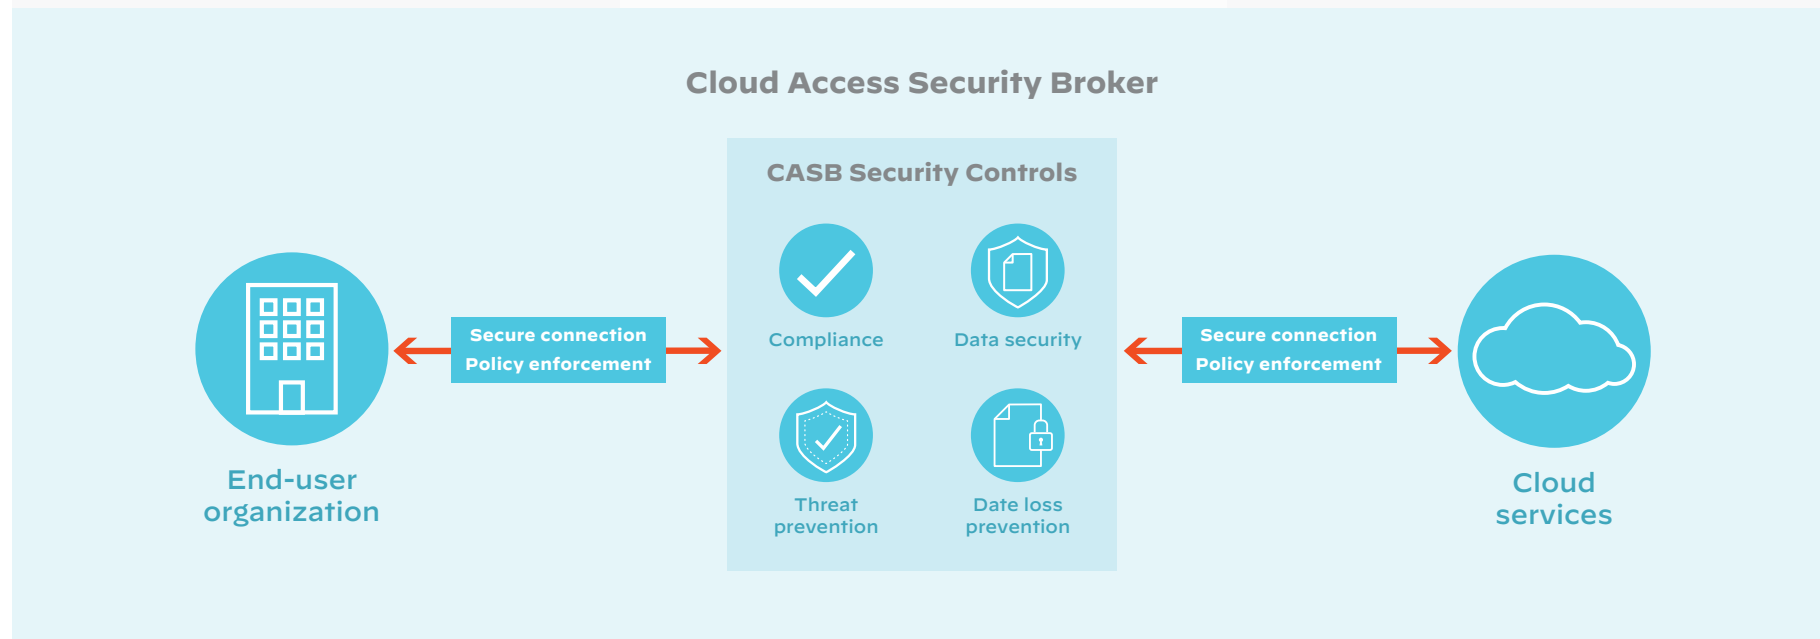 Cloud Access Security Broker
CASB Security Controls
Compliance
Data security
Threat
prevention
Date loss
prevention
End-user
organization
Secure connection
Policy enforcement
Secure connection
Policy enforcement
Cloud
services